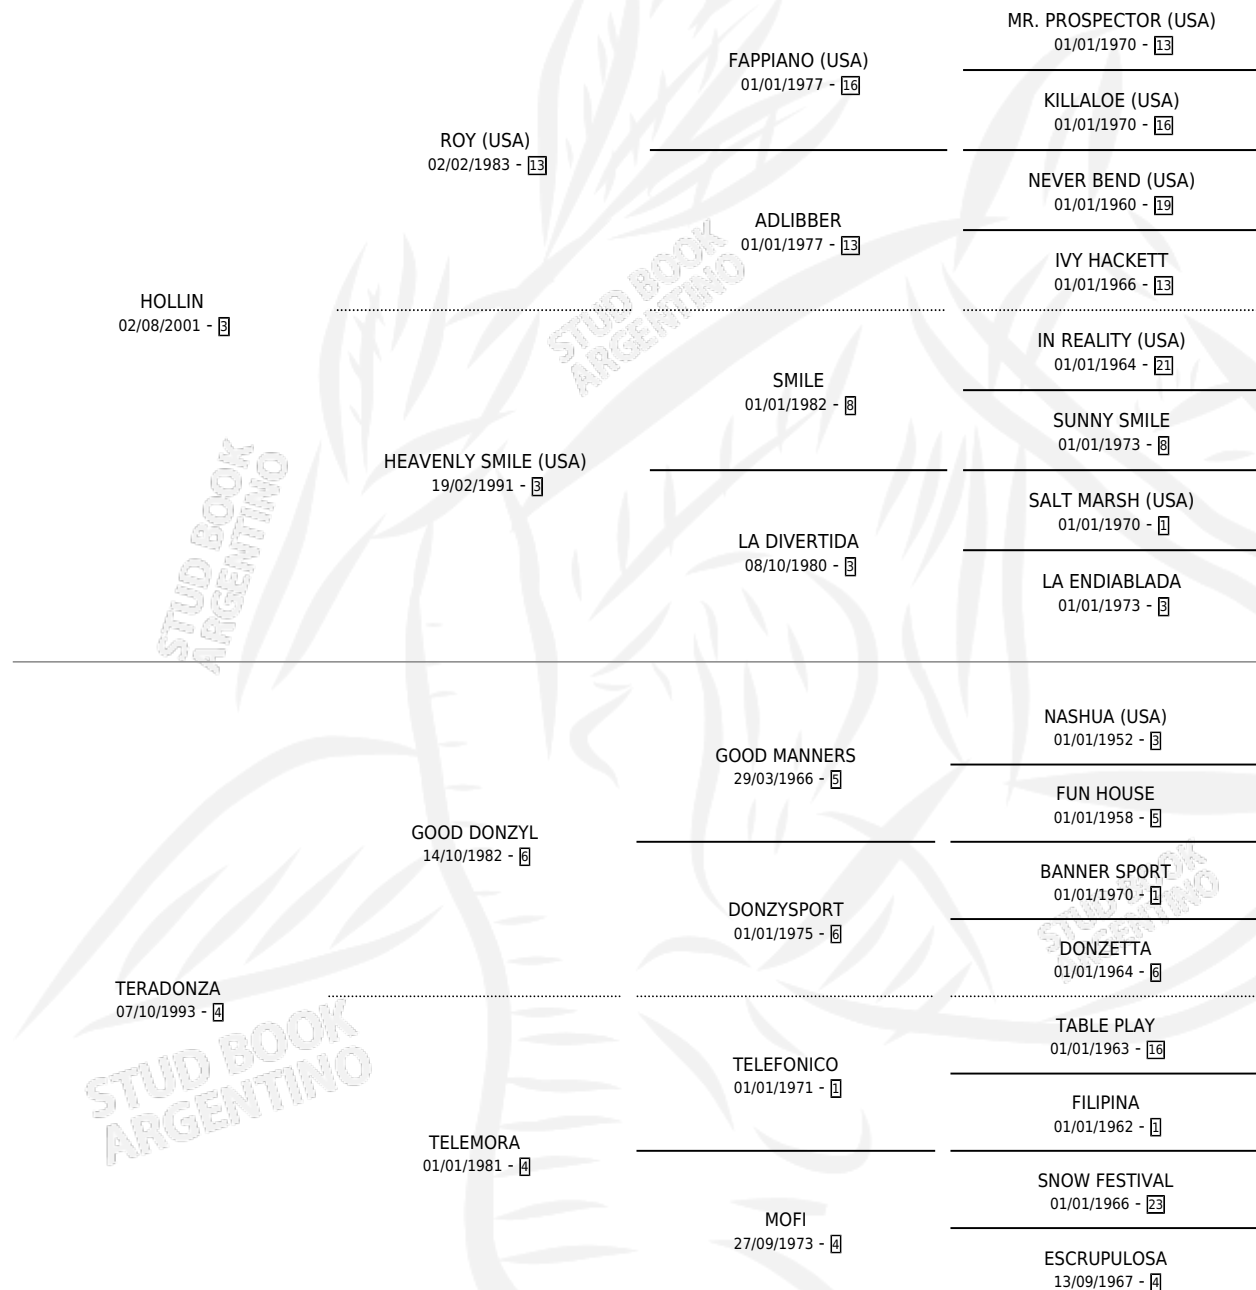 MR. PROSPECTOR (USA)
01/01/1970 - 13
FAPPIANO (USA)
01/01/1977 - 16
KILLALOE (USA)
01/01/1970 - 16
ROY (USA)
02/02/1983 - 13
NEVER BEND (USA)
01/01/1960 - 19
ADLIBBER
01/01/1977 - 13
IVY HACKETT
01/01/1966 - 13
HOLLIN
02/08/2001 - 3
STUD BOOK
ARGENTINO
IN REALITY (USA)
01/01/1964 - 21
SMILE
01/01/1982 - 8
SUNNY SMILE
01/01/1973 - 8
HEAVENLY SMILE (USA)
19/02/1991 - 3
SALT MARSH (USA)
01/01/1970 - 1
LA DIVERTIDA
08/10/1980 - 3
LA ENDIABLADA
01/01/1973 - 3
STUD BOOK
ARGENTINO
NASHUA (USA)
01/01/1952 - 3
GOOD MANNERS
29/03/1966 - 5
FUN HOUSE
01/01/1958 - 5
GOOD DONZYL
14/10/1982 - 6
BANNER SPORT
01/01/1970 - 1
DONZYSPORT
01/01/1975 - 6
STUD BOOK
ARGENTINO
DONZETTA
01/01/1964 - 6
TERADONZA
07/10/1993 - 4
STUD BOOK
ARGENTINO
TABLE PLAY
01/01/1963 - 16
TELEFONICO
01/01/1971 - 1
FILIPINA
01/01/1962 - 1
TELEMORA
01/01/1981 - 4
SNOW FESTIVAL
01/01/1966 - 23
MOFI
27/09/1973 - 4
ESCRUPULOSA
13/09/1967 - 4